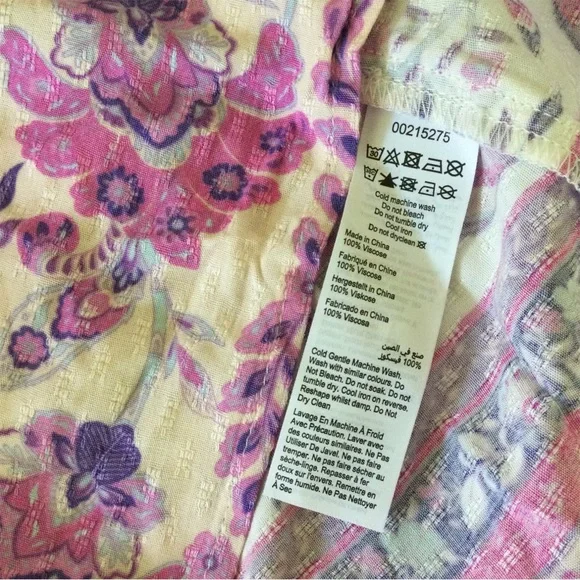 00215275
Cold machine wash
Do not bleach
Do not tumble dry
Cool iron
Do not dryclean
Made in China
100% Viscose
Fabriqué en Chine
100% Viscose
Hergestellt in China
100% Viskose
Fabricado en China
100% Viscose
صنع في الصين
100% فيسكوز
Cold Gentle Machine Wash.
Wash with similar colours. Do
Not Bleach. Do not soak. Do not
tumble dry. Cool iron on reverse.
Reshape whilst damp. Do Not
Dry Clean
Lavage En Machine À Froid
Avec Précaution. Laver avec
des couleurs similaires. Ne Pas
Utiliser De Javel. Ne pas faire
tremper. Ne pas faire sécher au
sèche-linge. Repasser à fer
doux sur l'envers. Remettre en
forme humide. Ne Pas Nettoyer
À Sec